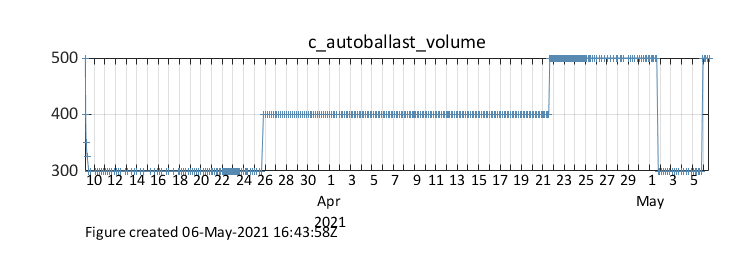 c_autoballast_volume
500
400
300
10 12 14 16 18 20 22 24 26 28 30 1 3 5 7 9 11 13 15 17 19 21 23 25 27 29 1 3 5
Apr May
2021
Figure created 06-May-2021 16:43:58Z